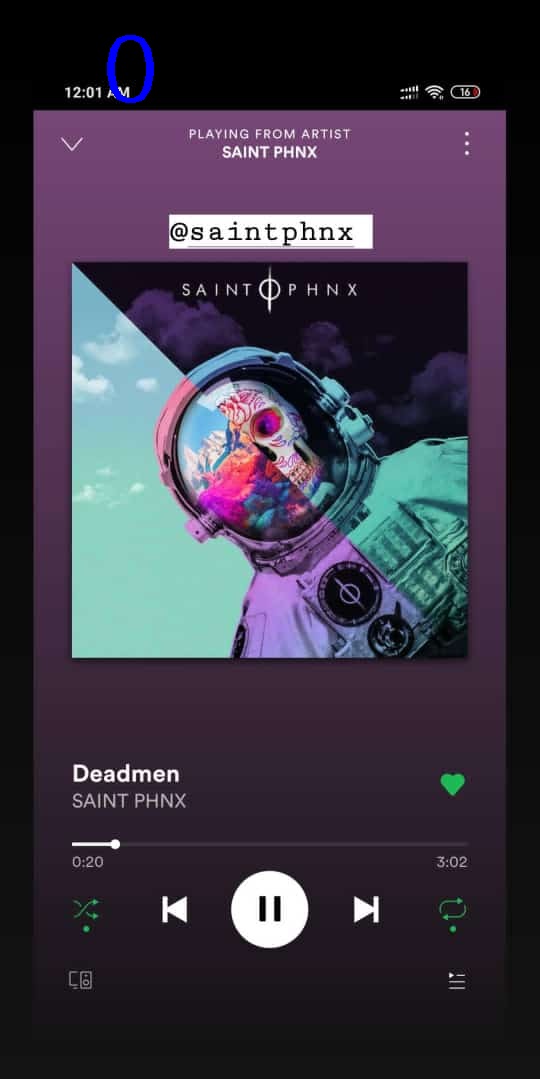 0
12:01 AM
16
PLAYING FROM ARTIST
SAINT PHNX
@saintphnx
SAINT PHNX
Deadmen
SAINT PHNX
0:20
3:02